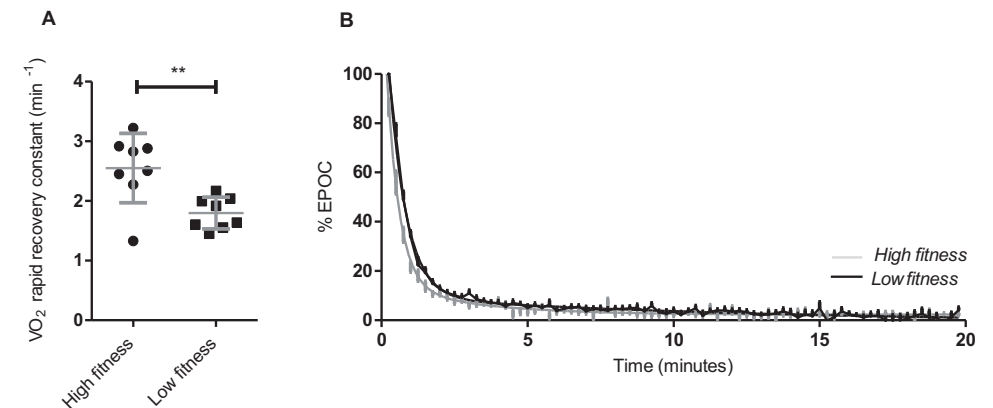 A
B
VO2 rapid recovery constant (min -1)
4
3
2
1
0
**
High fitness
Low fitness
% EPOC
100
80
60
40
20
0
0
5
10
15
20
Time (minutes)
High fitness
Low fitness